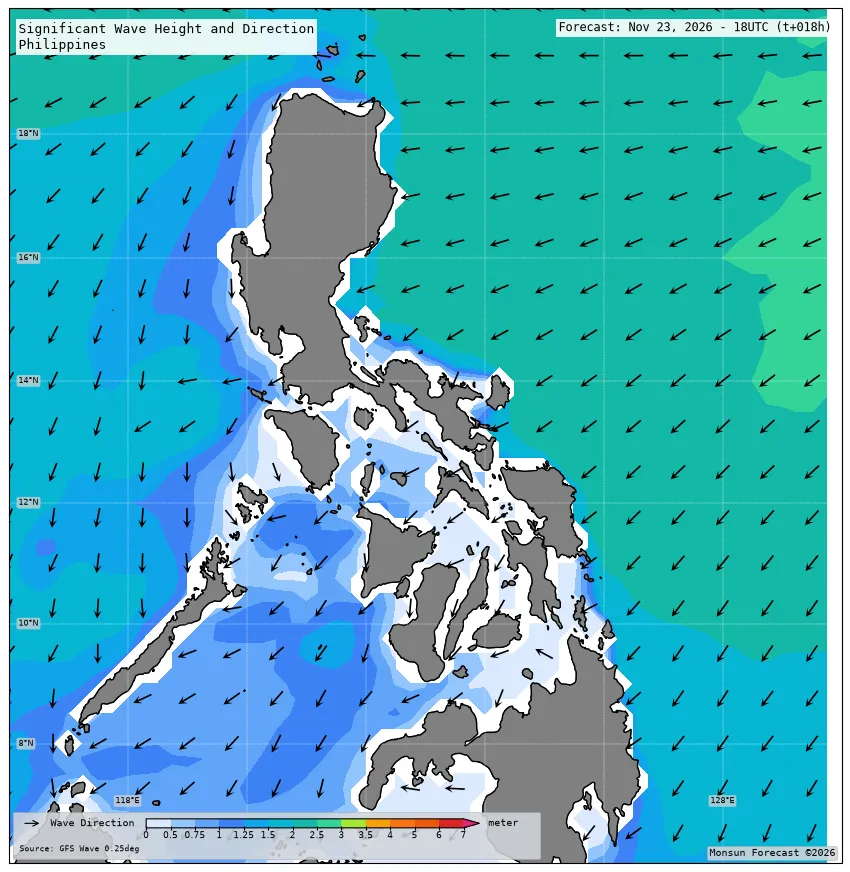 Significant Wave Height and Direction
Philippines
Forecast: Nov 23, 2026 - 18UTC (t+018h)
18°N
16°N
14°N
12°N
10°N
8°N
118°E
128°E
Wave Direction
0 0.5 0.75 1 1.25 1.5 2 2.5 3 3.5 4 5 6 7
meter
Source: GFS Wave 0.25deg
Monsun Forecast ©2026